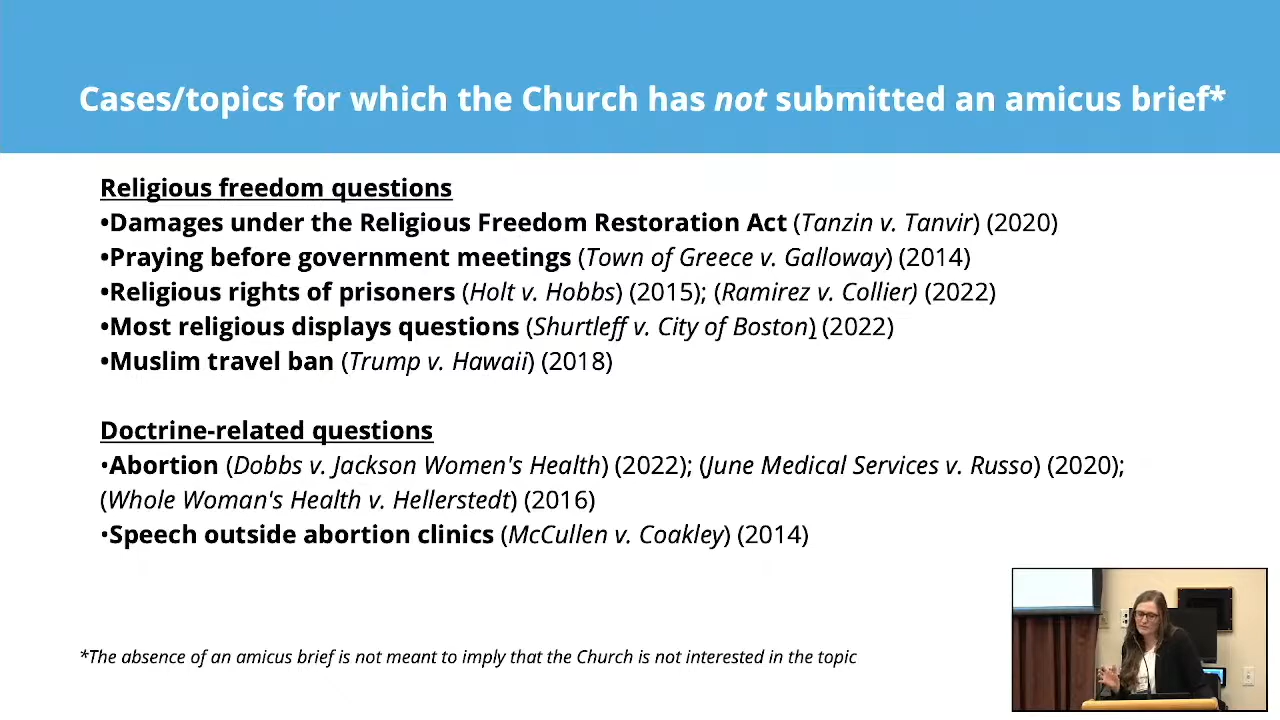 Cases/topics for which the Church has not submitted an amicus brief*
Religious freedom questions
•Damages under the Religious Freedom Restoration Act (Tanzin v. Tanvir) (2020)
•Praying before government meetings (Town of Greece v. Galloway) (2014)
•Religious rights of prisoners (Holt v. Hobbs) (2015); (Ramirez v. Collier) (2022)
•Most religious displays questions (Shurtleff v. City of Boston) (2022)
•Muslim travel ban (Trump v. Hawaii) (2018)
Doctrine-related questions
•Abortion (Dobbs v. Jackson Women's Health) (2022); (June Medical Services v. Russo) (2020);
(Whole Woman's Health v. Hellerstedt) (2016)
•Speech outside abortion clinics (McCullen v. Coakley) (2014)
*The absence of an amicus brief is not meant to imply that the Church is not interested in the topic